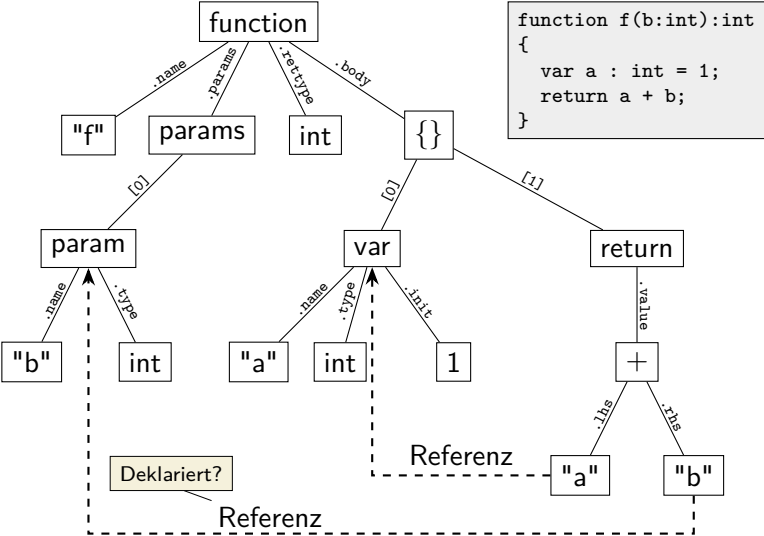 function
function f(b:int):int
{
  var a : int = 1;
  return a + b;
}
.name
.params
.rettype
.body
"f"
params
int
{}
[0]
[0]
[1]
param
var
return
.name
.type
.name
.type
.init
.value
"b"
int
"a"
int
1
+
.lhs
.rhs
Referenz
Deklariert?
"a"
"b"
Referenz